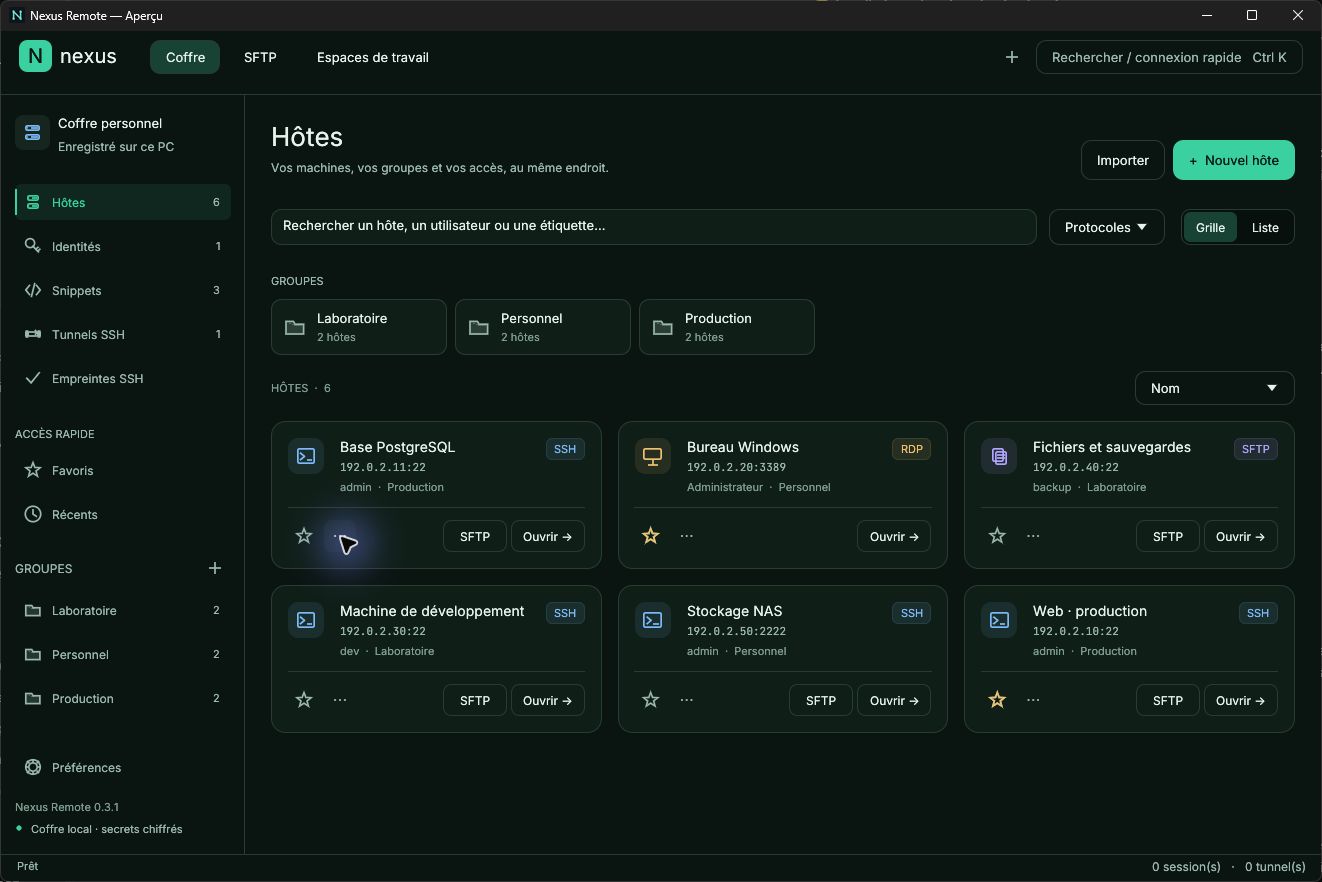 N Nexus Remote — Aperçu
N nexus Coffre SFTP Espaces de travail + Rechercher / connexion rapide Ctrl K
Coffre personnel
Enregistré sur ce PC
Hôtes 6
Identités 1
Snippets 3
Tunnels SSH 1
Empreintes SSH
ACCÈS RAPIDE
Favoris
Récents
GROUPES +
Laboratoire 2
Personnel 2
Production 2
Préférences
Nexus Remote 0.3.1
Coffre local · secrets chiffrés
Hôtes
Vos machines, vos groupes et vos accès, au même endroit.
Importer + Nouvel hôte
Rechercher un hôte, un utilisateur ou une étiquette... Protocoles Grille Liste
GROUPES
Laboratoire
2 hôtes
Personnel
2 hôtes
Production
2 hôtes
HÔTES · 6 Nom
Base PostgreSQL SSH
192.0.2.11:22
admin · Production
SFTP Ouvrir →
Bureau Windows RDP
192.0.2.20:3389
Administrateur · Personnel
··· Ouvrir →
Fichiers et sauvegardes SFTP
192.0.2.40:22
backup · Laboratoire
··· SFTP Ouvrir →
Machine de développement SSH
192.0.2.30:22
dev · Laboratoire
··· SFTP Ouvrir →
Stockage NAS SSH
192.0.2.50:2222
admin · Personnel
··· SFTP Ouvrir →
Web · production SSH
192.0.2.10:22
admin · Production
··· SFTP Ouvrir →
Prêt 0 session(s) · 0 tunnel(s)